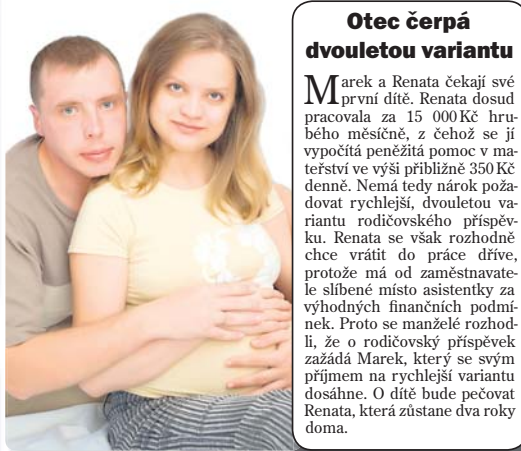 Otec čerpá
dvouletou variantu
Marek a Renata čekají své
první dítě. Renata dosud
pracovala za 15 000 Kč hru-
bého měsíčně, z čehož se jí
vypočítá peněžitá pomoc v ma-
teřství ve výši přibližně 350 Kč
denně. Nemá tedy nárok poža-
dovat rychlejší, dvouletou va-
riantu rodičovského příspěv-
ku. Renata se však rozhodně
chce vrátit do práce dříve,
protože má od zaměstnavate-
le slíbené místo asistentky za
výhodných finančních podmí-
nek. Proto se manželé rozhod-
li, že o rodičovský příspěvek
zažádá Marek, který se svým
příjmem na rychlejší variantu
dosáhne. O dítě bude pečovat
Renata, která zůstane dva roky
doma.